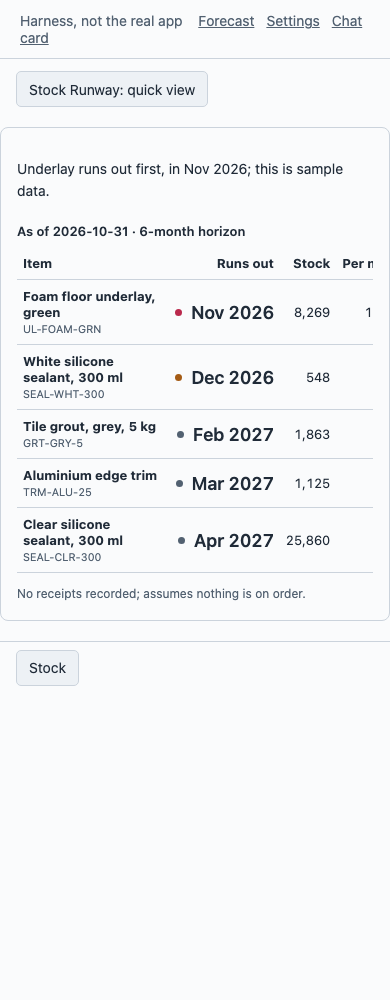 Harness, not the real app Forecast Settings Chat
card
Stock Runway: quick view
Underlay runs out first, in Nov 2026; this is sample
data.
As of 2026-10-31 · 6-month horizon
Item Runs out Stock Per
Foam floor underlay,
green
UL-FOAM-GRN
Nov 2026 8,269 1
White silicone
sealant, 300 ml
SEAL-WHT-300
Dec 2026 548
Tile grout, grey, 5 kg
GRT-GRY-5
Feb 2027 1,863
Aluminium edge trim
TRM-ALU-25
Mar 2027 1,125
Clear silicone
sealant, 300 ml
SEAL-CLR-300
Apr 2027 25,860
No receipts recorded; assumes nothing is on order.
Stock